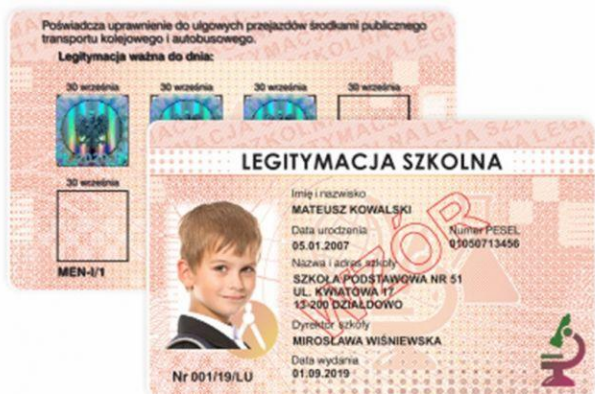 Poświadcza uprawnienie do ulgowych przejazdów środkami publicznego
transportu kolejowego i autobusowego.
Legitymacja ważna do dnia:
30 września 30 września 30 września 30 września
30 września
MEN-I/1
LEGITYMACJA SZKOLNA
Imię i nazwisko
MATEUSZ KOWALSKI
Data urodzenia Numer PESEL
05.01.2007 01050713456
Nazwa i adres szkoły
SZKOŁA PODSTAWOWA NR 51
UL. KWIATOWA 17
13-200 DZIAŁDOWO
Dyrektor szkoły
MIROSŁAWA WIŚNIEWSKA
Data wydania
01.09.2019
Nr 001/19/LU
WZÓR